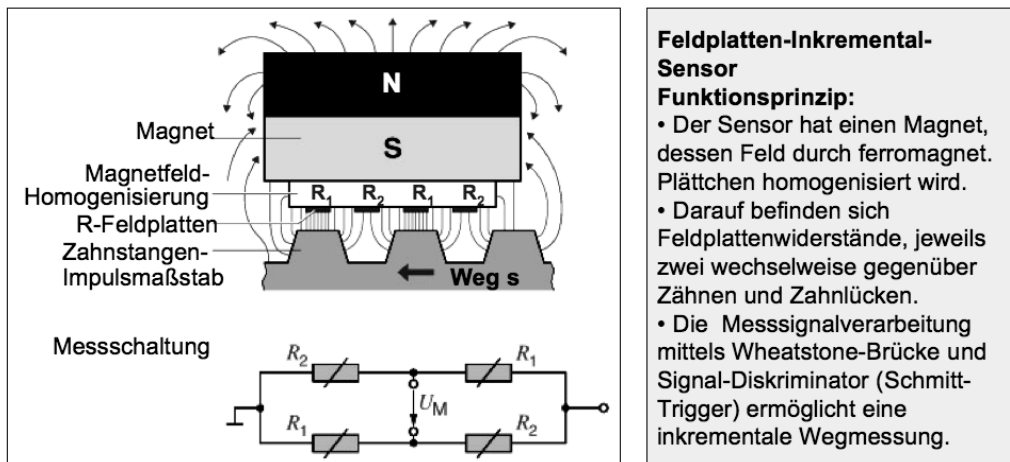 N
Magnet
S
Magnetfeld-
Homogenisierung
R1 R2 R1 R2
R-Feldplatten
Zahnstangen-
Impulsmaßstab
Weg s
Messschaltung
R2 R1
UM
R1 R2
Feldplatten-Inkremental-
Sensor
Funktionsprinzip:
• Der Sensor hat einen Magnet,
dessen Feld durch ferromagnet.
Plättchen homogenisiert wird.
• Darauf befinden sich
Feldplattenwiderstände, jeweils
zwei wechselweise gegenüber
Zähnen und Zahnlücken.
• Die Messsignalverarbeitung
mittels Wheatstone-Brücke und
Signal-Diskriminator (Schmitt-
Trigger) ermöglicht eine
inkrementale Wegmessung.